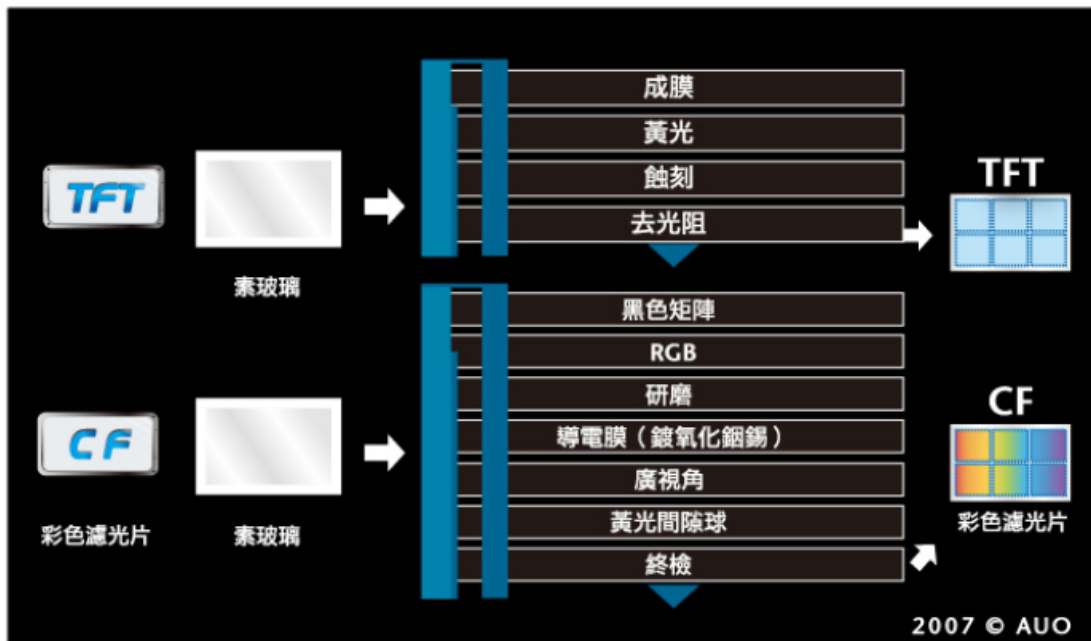 成膜
黃光
蝕刻
去光阻
TFT
素玻璃
TFT
黑色矩陣
RGB
研磨
導電膜(鍍氧化銦錫)
廣視角
黃光間隙球
終檢
CF
彩色濾光片
素玻璃
CF
彩色濾光片
2007 © AUO